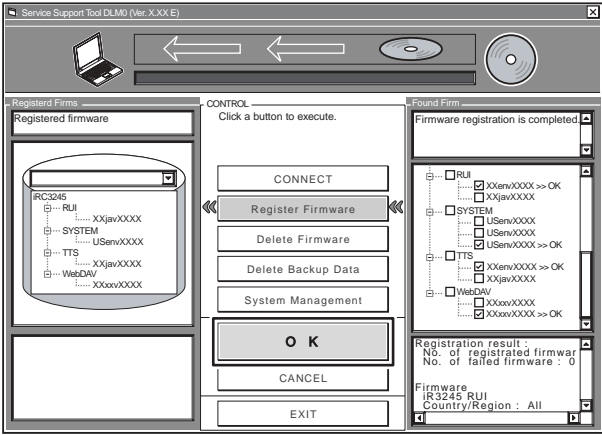 Service Support Tool DLM0 (Ver. X.XX E)
Registerd Firms
Registered firmware
iRC3245
RUI
XXjavXXXX
SYSTEM
USenvXXXX
TTS
XXjavXXXX
WebDAV
XXxxvXXXX
CONTROL
Click a button to execute.
CONNECT
Register Firmware
Delete Firmware
Delete Backup Data
System Management
O K
CANCEL
EXIT
Found Firm
Firmware registration is completed.
RUI
XXenvXXXX >> OK
XXjavXXXX
SYSTEM
USenvXXXX
USenvXXXX
USenvXXXX >> OK
TTS
XXenvXXXX >> OK
XXjavXXXX
WebDAV
XXxxvXXXX
XXxxvXXXX >> OK
Registration result :
No. of registrated firmwar
No. of failed firmware : 0
Firmware
iR3245 RUI
Country/Region : All